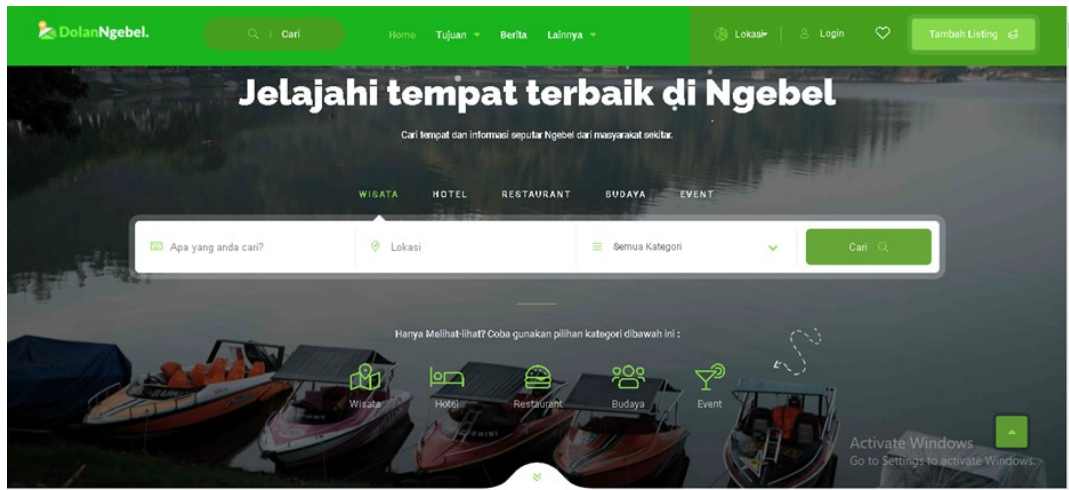 DolanNgebel.
Cari
Home Tujuan Berita Lainnya
Lokasi
Login
Tambah Listing
Jelajahi tempat terbaik di Ngebel
Cari tempat dan informasi seputar Ngebel dari masyarakat sekitar.
WISATA HOTEL RESTAURANT BUDAYA EVENT
Apa yang anda cari?
Lokasi
Semua Kategori
Cari
Hanya Melihat-lihat? Coba gunakan pilihan kategori dibawah ini :
Wisata Hotel Restaurant Budaya Event
Activate Windows
Go to Settings to activate Windows.